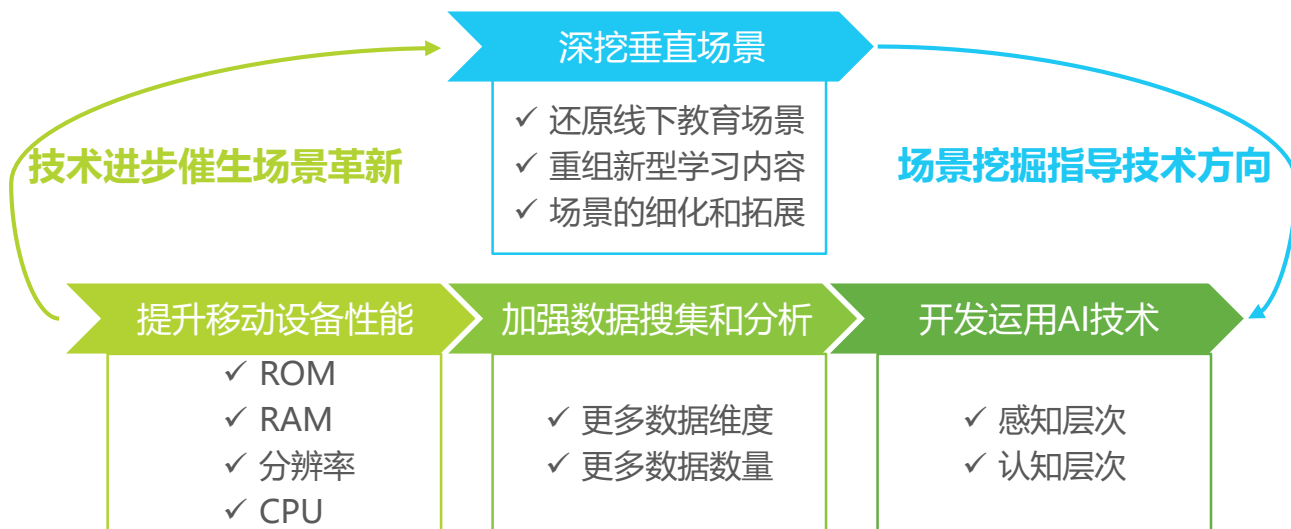 深挖垂直场景
✓ 还原线下教育场景
✓ 重组新型学习内容
✓ 场景的细化和拓展
技术进步催生场景革新
场景挖掘指导技术方向
提升移动设备性能
✓ ROM
✓ RAM
✓ 分辨率
✓ CPU
加强数据搜集和分析
✓ 更多数据维度
✓ 更多数据数量
开发运用AI技术
✓ 感知层次
✓ 认知层次